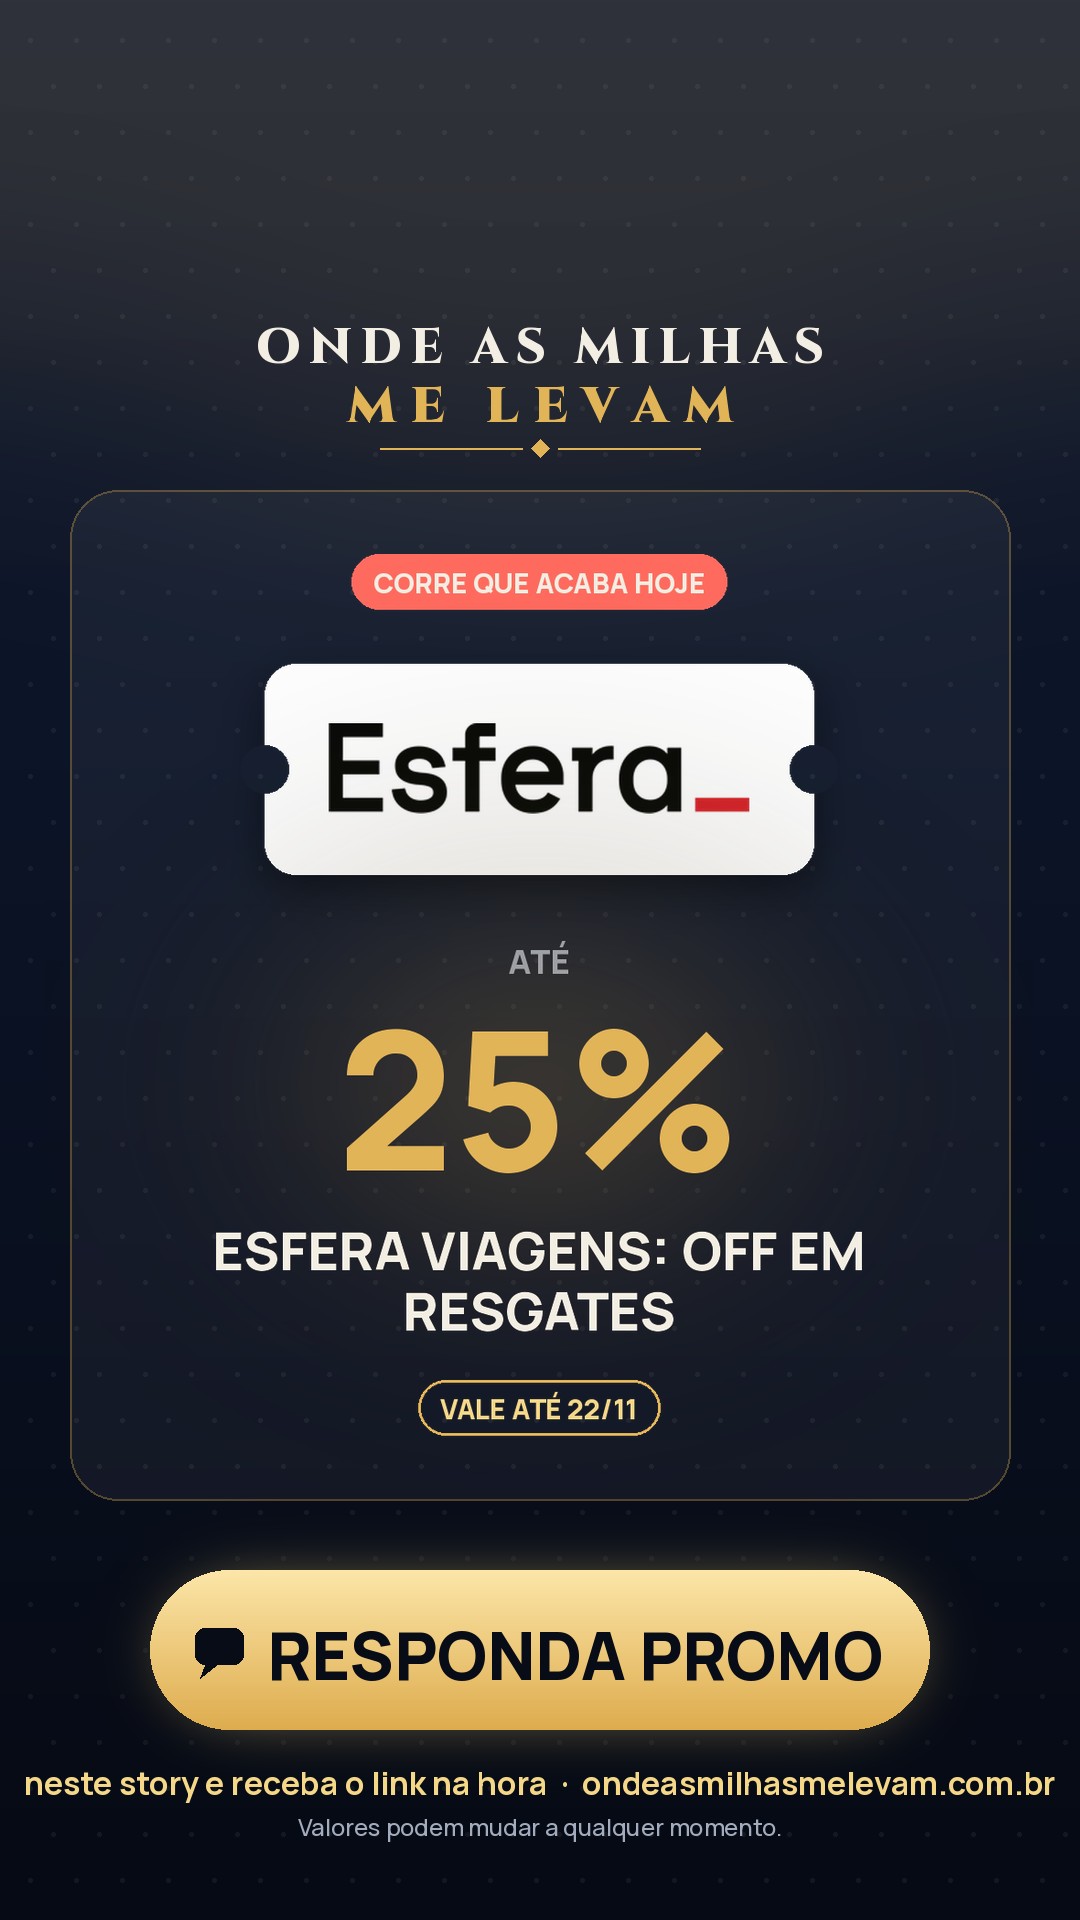 ONDE AS MILHAS
ME LEVAM
CORRE QUE ACABA HOJE
Esfera_
ATÉ
25%
ESFERA VIAGENS: OFF EM
RESGATES
VALE ATÉ 22/11
RESPONDA PROMO
neste story e receba o link na hora · ondeasmilhasmelevam.com.br
Valores podem mudar a qualquer momento.